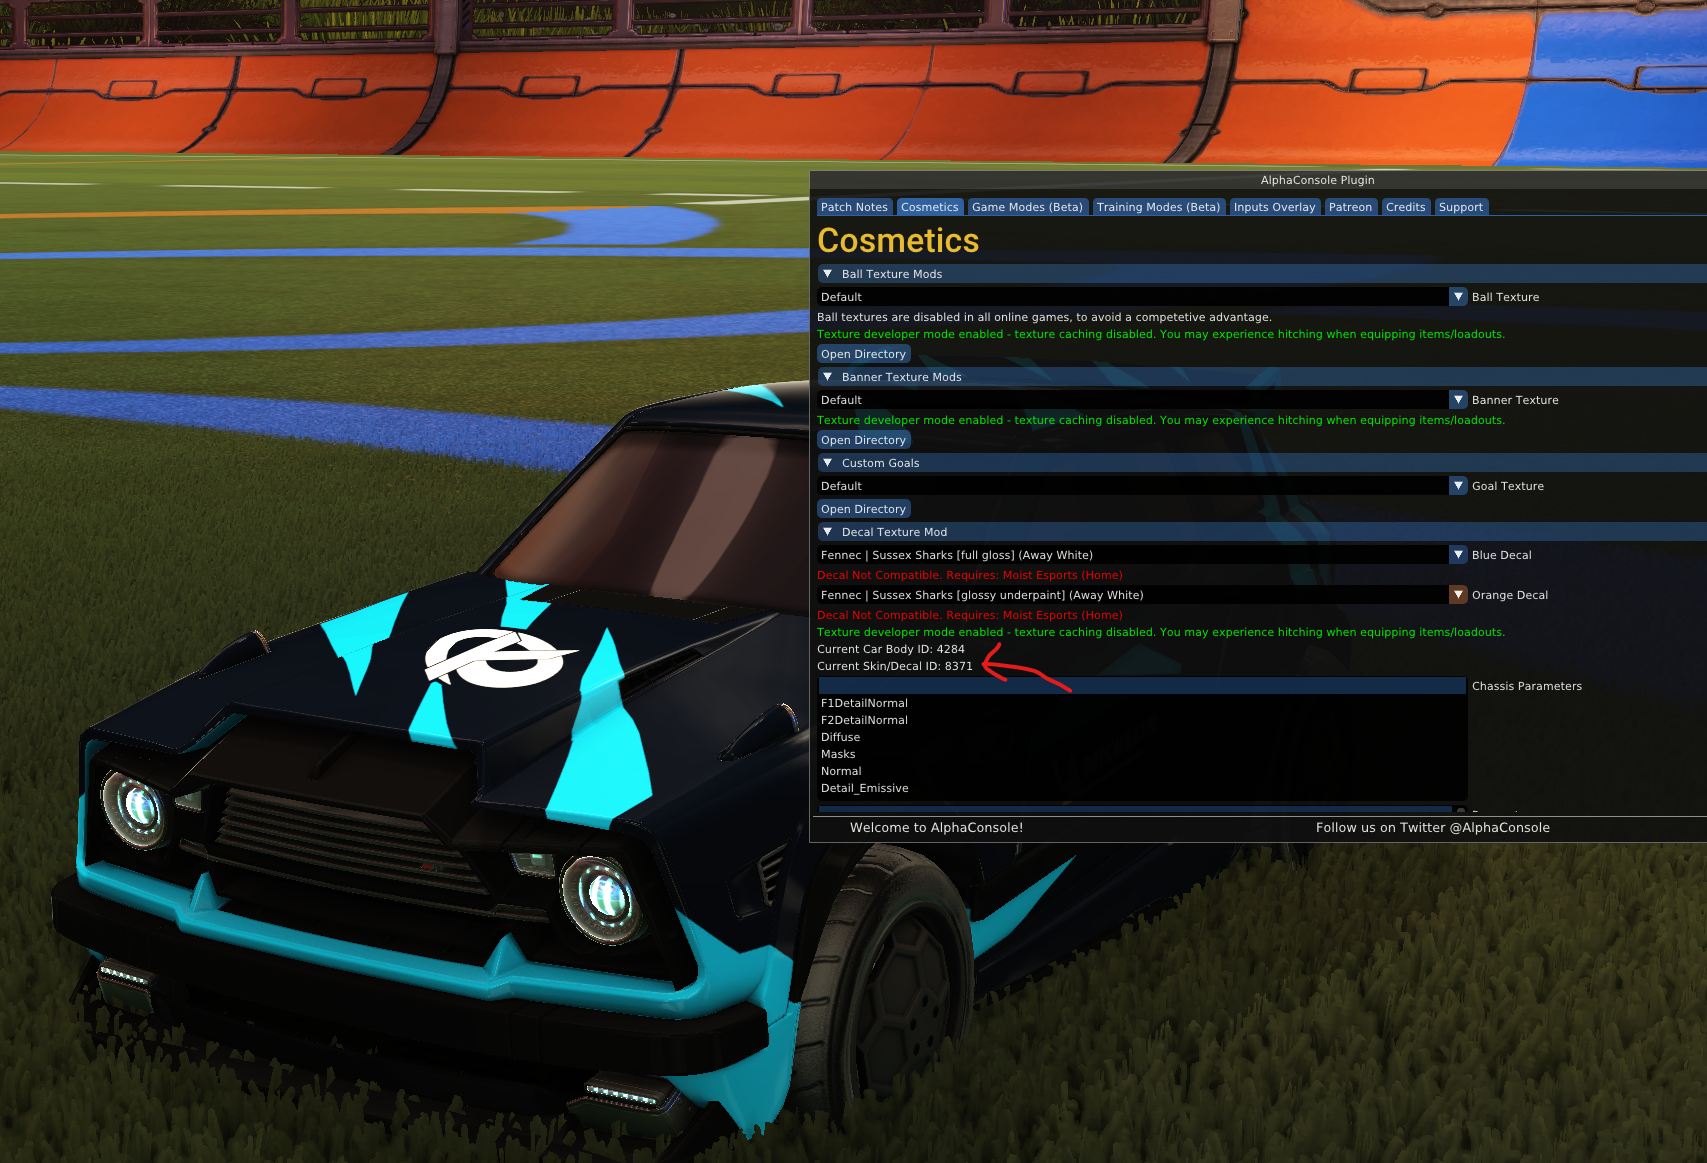 AlphaConsole Plugin
Patch Notes Cosmetics Game Modes (Beta) Training Modes (Beta) Inputs Overlay Patreon Credits Support
Cosmetics
Ball Texture Mods
Default Ball Texture
Ball textures are disabled in all online games, to avoid a competetive advantage.
Texture developer mode enabled - texture caching disabled. You may experience hitching when equipping items/loadouts.
Open Directory
Banner Texture Mods
Default Banner Texture
Texture developer mode enabled - texture caching disabled. You may experience hitching when equipping items/loadouts.
Open Directory
Custom Goals
Default Goal Texture
Open Directory
Decal Texture Mod
Fennec | Sussex Sharks [full gloss] (Away White) Blue Decal
Decal Not Compatible. Requires: Moist Esports (Home)
Fennec | Sussex Sharks [glossy underpaint] (Away White) Orange Decal
Decal Not Compatible. Requires: Moist Esports (Home)
Texture developer mode enabled - texture caching disabled. You may experience hitching when equipping items/loadouts.
Current Car Body ID: 4284
Current Skin/Decal ID: 8371
Chassis Parameters
F1DetailNormal
F2DetailNormal
Diffuse
Masks
Normal
Detail_Emissive
Welcome to AlphaConsole! Follow us on Twitter @AlphaConsole